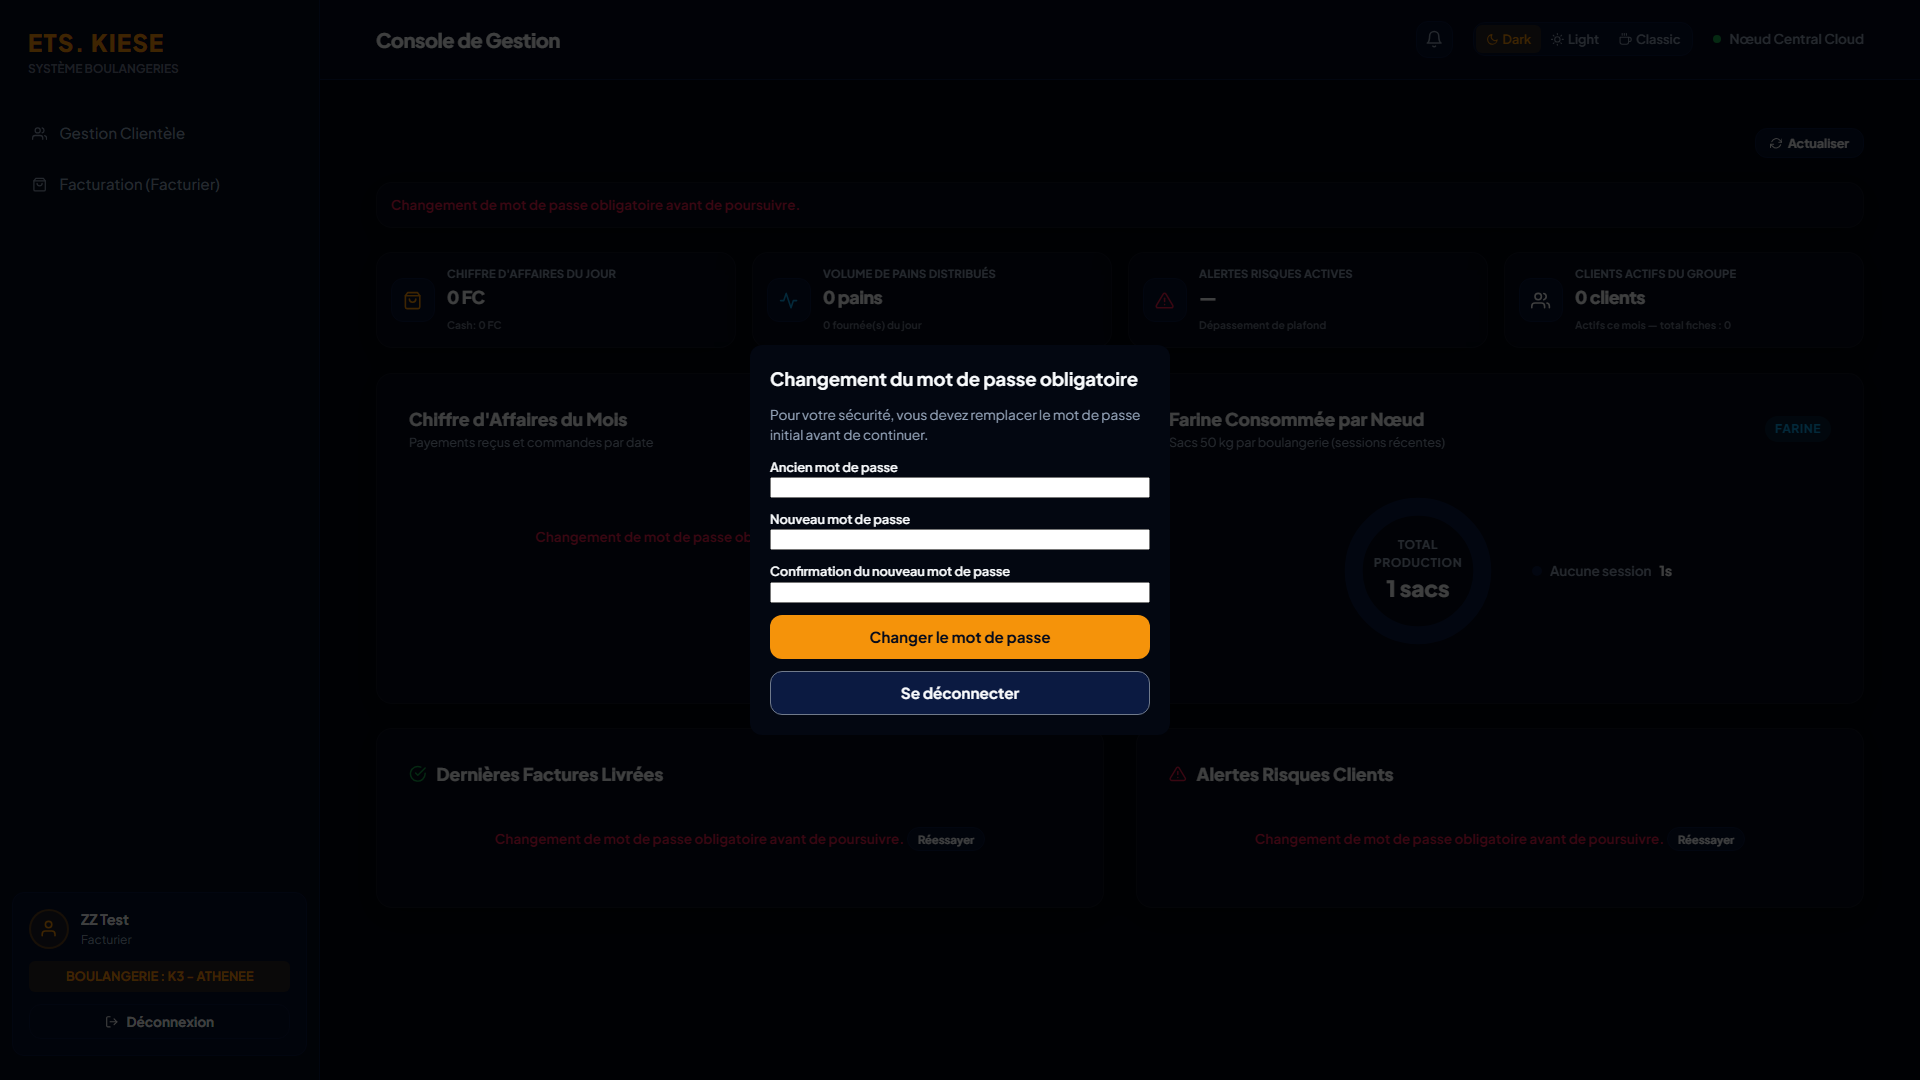 ETS. KIESE
SYSTÈME BOULANGERIES
Gestion Clientèle
Facturation (Facturier)
ZZ Test
Facturier
BOULANGERIE : K3 - ATHENEE
Déconnexion
Console de Gestion
Dark
Light
Classic
Nœud Central Cloud
Actualiser
Changement de mot de passe obligatoire avant de poursuivre.
CHIFFRE D'AFFAIRES DU JOUR
0 FC
Cash: 0 FC
VOLUME DE PAINS DISTRIBUÉS
0 pains
0 fournée(s) du jour
ALERTES RISQUES ACTIVES
—
Dépassement de plafond
CLIENTS ACTIFS DU GROUPE
0 clients
Actifs ce mois — total fiches : 0
Chiffre d'Affaires du Mois
Payements reçus et commandes par date
Changement de mot de passe ob
Changement du mot de passe obligatoire
Pour votre sécurité, vous devez remplacer le mot de passe
initial avant de continuer.
Ancien mot de passe
Nouveau mot de passe
Confirmation du nouveau mot de passe
Changer le mot de passe
Se déconnecter
Farine Consommée par Nœud
Sacs 50 kg par boulangerie (sessions récentes)
FARINE
TOTAL
PRODUCTION
1 sacs
Aucune session 1s
Dernières Factures Livrées
Changement de mot de passe obligatoire avant de poursuivre. Réessayer
Alertes Risques Clients
Changement de mot de passe obligatoire avant de poursuivre. Réessayer